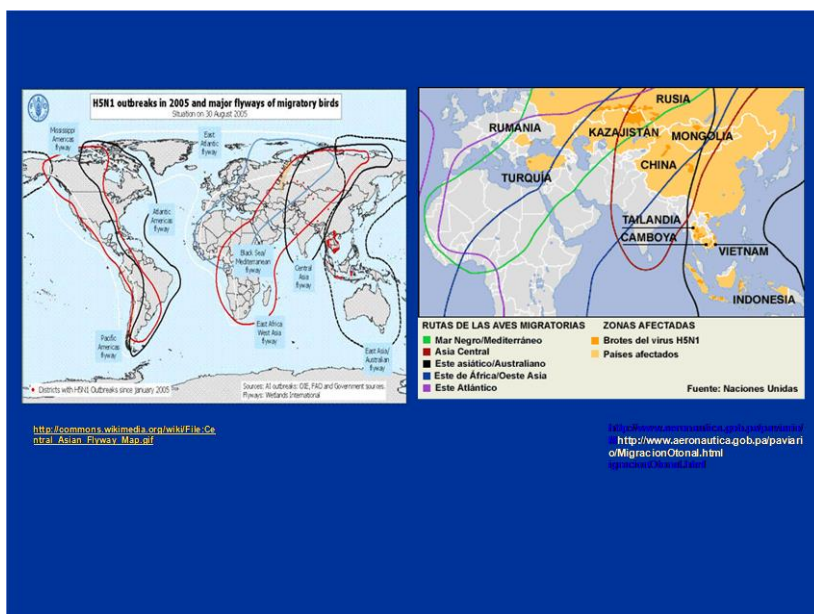 H5N1 outbreaks in 2005 and major flyways of migratory birds
Situation on 30 August 2005
Mississippi
Americas
flyway
East
Atlantic
flyway
Atlantic
Americas
flyway
Black Sea/
Mediterranean
flyway
Central
Asia
flyway
East Africa
West Asia
flyway
Pacific
Americas
flyway
East Asia/
Australian
flyway
Districts with H5N1 Outbreaks since January 2005
Sources: AI outbreaks: OIE, FAO and Government sources.
Flyways: Wetlands International
RUSIA
RUMANIA
KAZAJISTÁN
MONGOLIA
CHINA
TURQUÍA
TAILANDIA
CAMBOYA
VIETNAM
INDONESIA
RUTAS DE LAS AVES MIGRATORIAS
Mar Negro/Mediterráneo
Asia Central
Este asiático/Australiano
Este de África/Oeste Asia
Este Atlántico
ZONAS AFECTADAS
Brotes del virus H5N1
Países afectados
Fuente: Naciones Unidas
http://commons.wikimedia.org/wiki/File:Ce
ntral_Asian_Flyway_Map.gif
http://www.aeronautica.gob.pa/paviari
o/MigracionOtonal.html